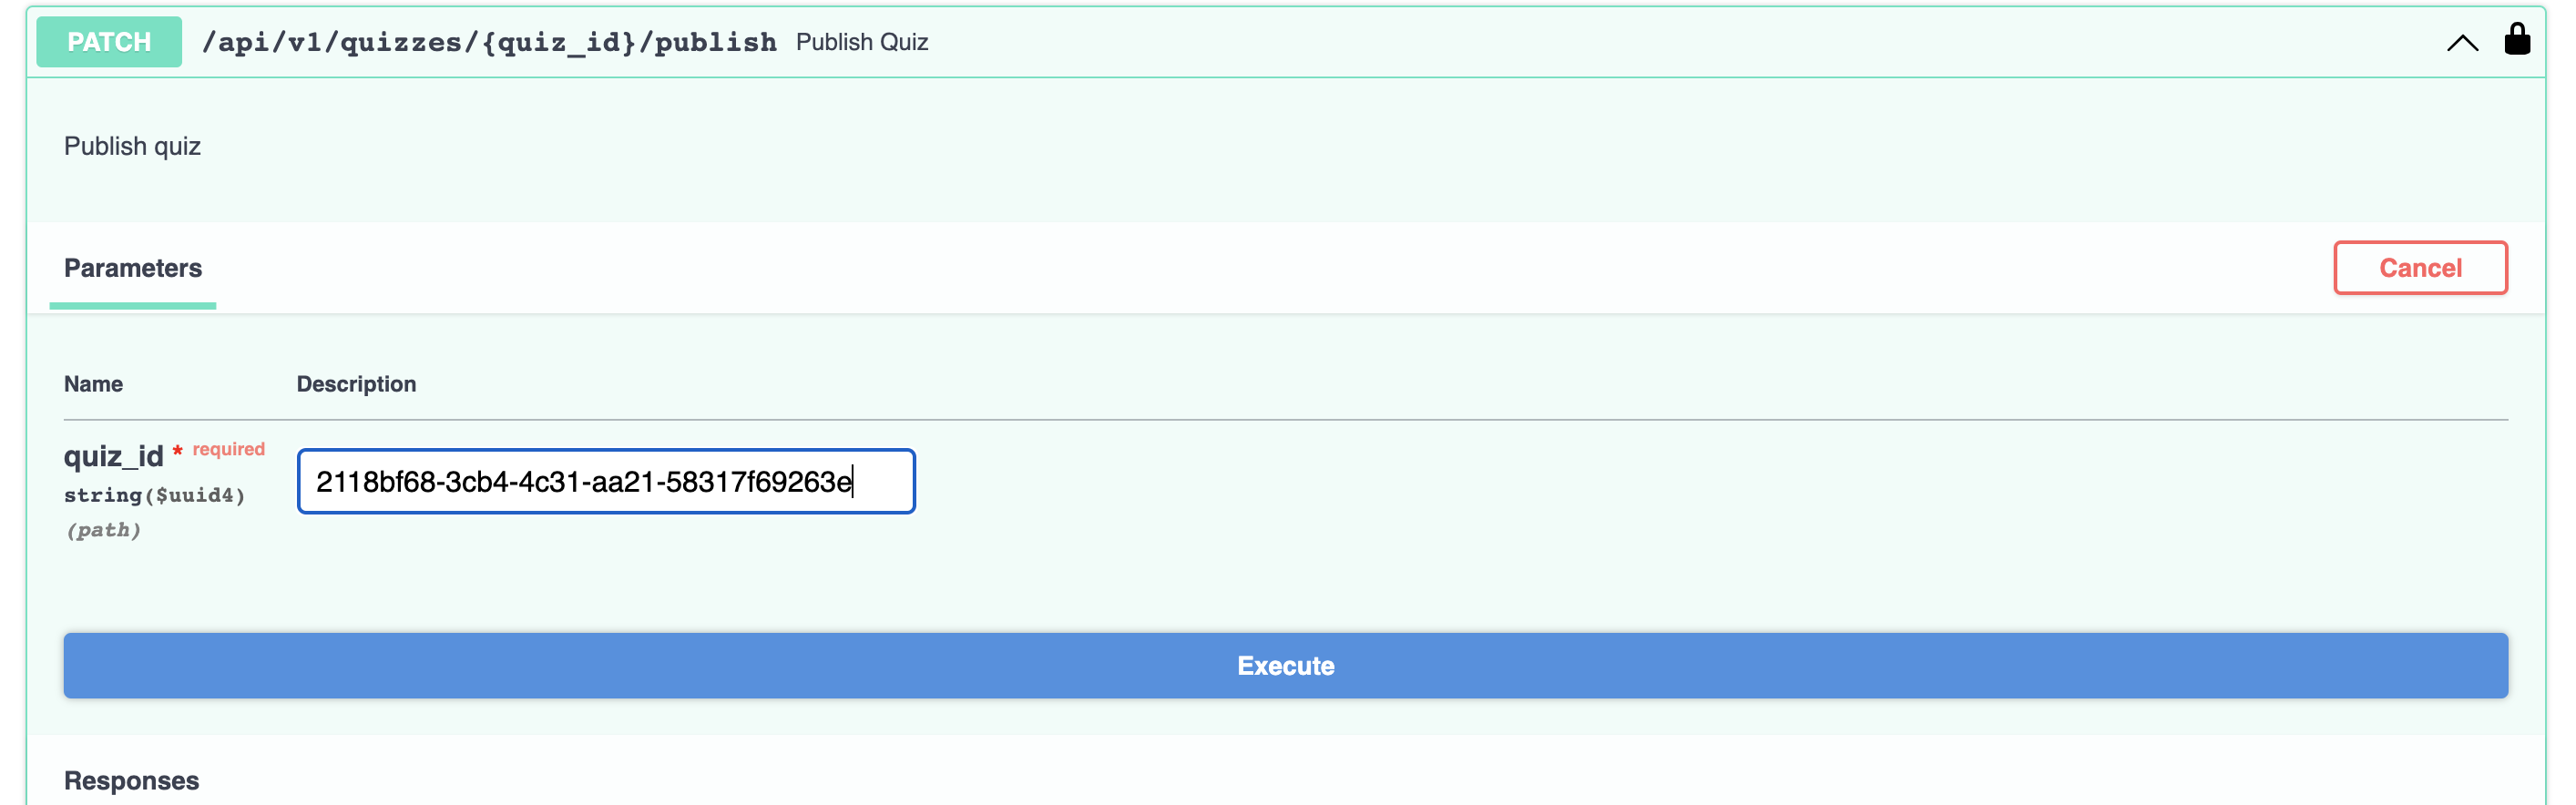 PATCH /api/v1/quizzes/{quiz_id}/publish Publish Quiz
Publish quiz
Parameters
Cancel
Name Description
quiz_id * required
string($uuid4)
(path)
2118bf68-3cb4-4c31-aa21-58317f69263e
Execute
Responses